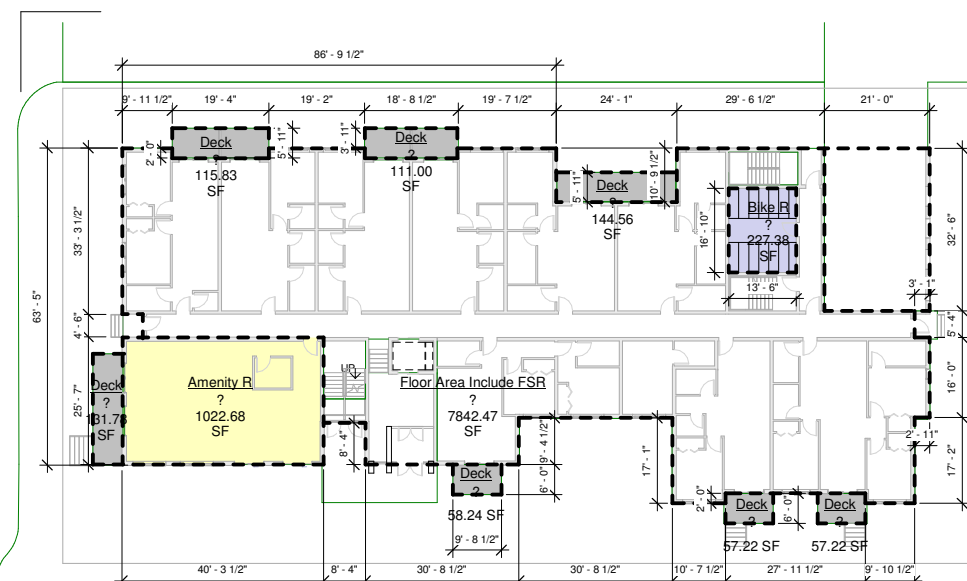 86' - 9 1/2"
9' - 11 1/2"
19' - 4"
19' - 2"
18' - 8 1/2"
19' - 7 1/2"
24' - 1"
29' - 6 1/2"
21' - 0"
2' - 0"
Deck
?
115.83
SF
5' - 11"
3' - 11"
Deck
?
111.00
SF
5' - 11"
Deck
?
144.56
SF
10' - 9 1/2"
16' - 10"
Bike R
?
227.38
SF
13' - 6"
33' - 3 1/2"
32' - 6"
63' - 5"
3' - 1"
4' - 6"
5' - 4"
25' - 7"
Deck
?
131.78
SF
Amenity R
?
1022.68
SF
UP
Floor Area Include FSR
?
7842.47
SF
16' - 0"
8' - 4"
9' - 4 1/2"
17' - 1"
2' - 11"
17' - 2"
Deck
?
58.24 SF
6' - 0"
9' - 8 1/2"
2' - 0"
Deck
?
57.22 SF
6' - 0"
Deck
?
57.22 SF
40' - 3 1/2"
8' - 4"
30' - 8 1/2"
30' - 8 1/2"
10' - 7 1/2"
27' - 11 1/2"
9' - 10 1/2"